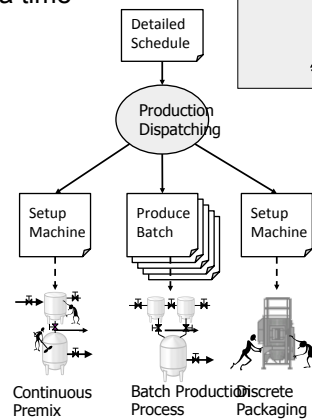 a time
Detailed
Schedule
Production
Dispatching
Setup
Machine
Produce
Batch
Setup
Machine
Continuous
Premix
Batch Production
Process
Discrete
Packaging